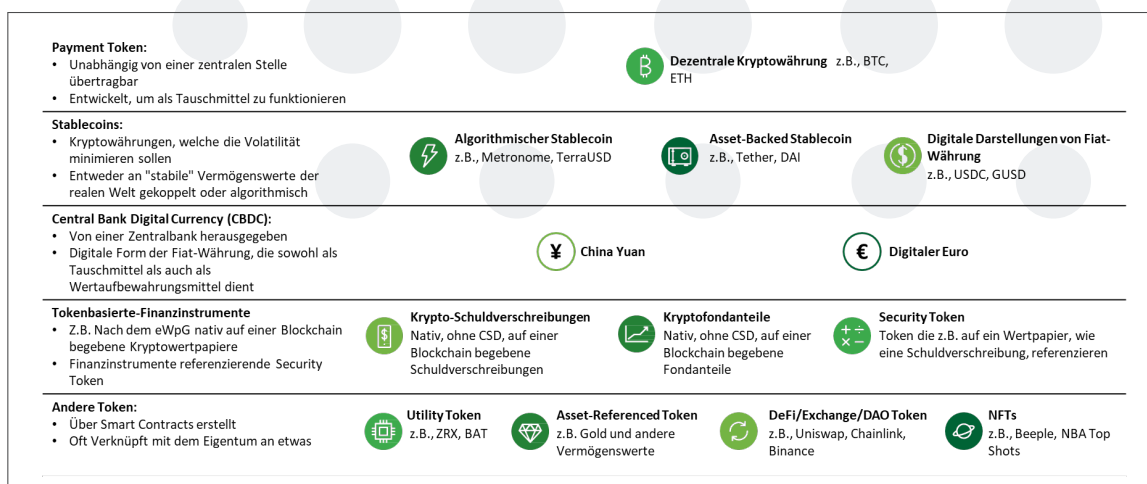 Payment Token:
• Unabhängig von einer zentralen Stelle
übertragbar
• Entwickelt, um als Tauschmittel zu funktionieren
Dezentrale Kryptowährung z.B., BTC,
ETH
Stablecoins:
• Kryptowährungen, welche die Volatilität
minimieren sollen
• Entweder an "stabile" Vermögenswerte der
realen Welt gekoppelt oder algorithmisch
Algorithmischer Stablecoin
z.B., Metronome, TerraUSD
Asset-Backed Stablecoin
z.B., Tether, DAI
Digitale Darstellungen von Fiat-
Währung
z.B., USDC, GUSD
Central Bank Digital Currency (CBDC):
• Von einer Zentralbank herausgegeben
• Digitale Form der Fiat-Währung, die sowohl als
Tauschmittel als auch als
Wertaufbewahrungsmittel dient
¥ China Yuan
€ Digitaler Euro
Tokenbasierte-Finanzinstrumente
• Z.B. Nach dem eWpG nativ auf einer Blockchain
begebene Kryptowertpapiere
• Finanzinstrumente referenzierende Security
Token
Krypto-Schuldverschreibungen
Nativ, ohne CSD, auf einer
Blockchain begebene
Schuldverschreibungen
Kryptofondanteile
Nativ, ohne CSD, auf einer
Blockchain begebene
Fondanteile
Security Token
Token die z.B. auf ein Wertpapier, wie
eine Schuldverschreibung, referenzieren
Andere Token:
• Über Smart Contracts erstellt
• Oft Verknüpft mit dem Eigentum an etwas
Utility Token
z.B., ZRX, BAT
Asset-Referenced Token
z.B. Gold und andere
Vermögenswerte
DeFi/Exchange/DAO Token
z.B., Uniswap, Chainlink,
Binance
NFTs
z.B., Beeple, NBA Top
Shots